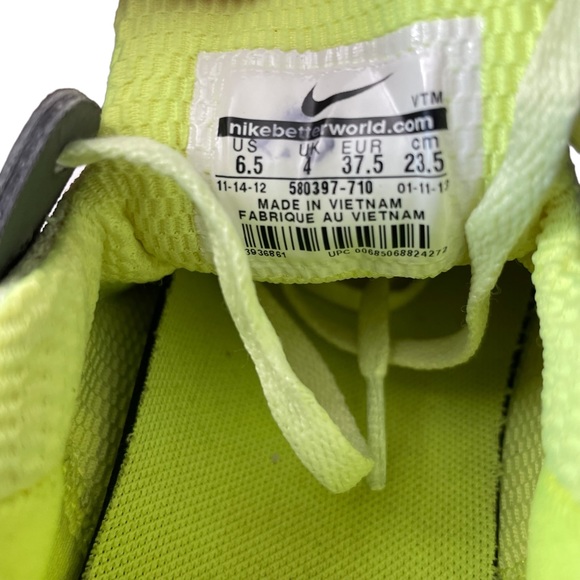 VTM
nikebetterworld.com
US UK EUR cm
6.5 4 37.5 23.5
11-14-12 580397-710 01-11-13
MADE IN VIETNAM
FABRIQUE AU VIETNAM
3936861 UPC